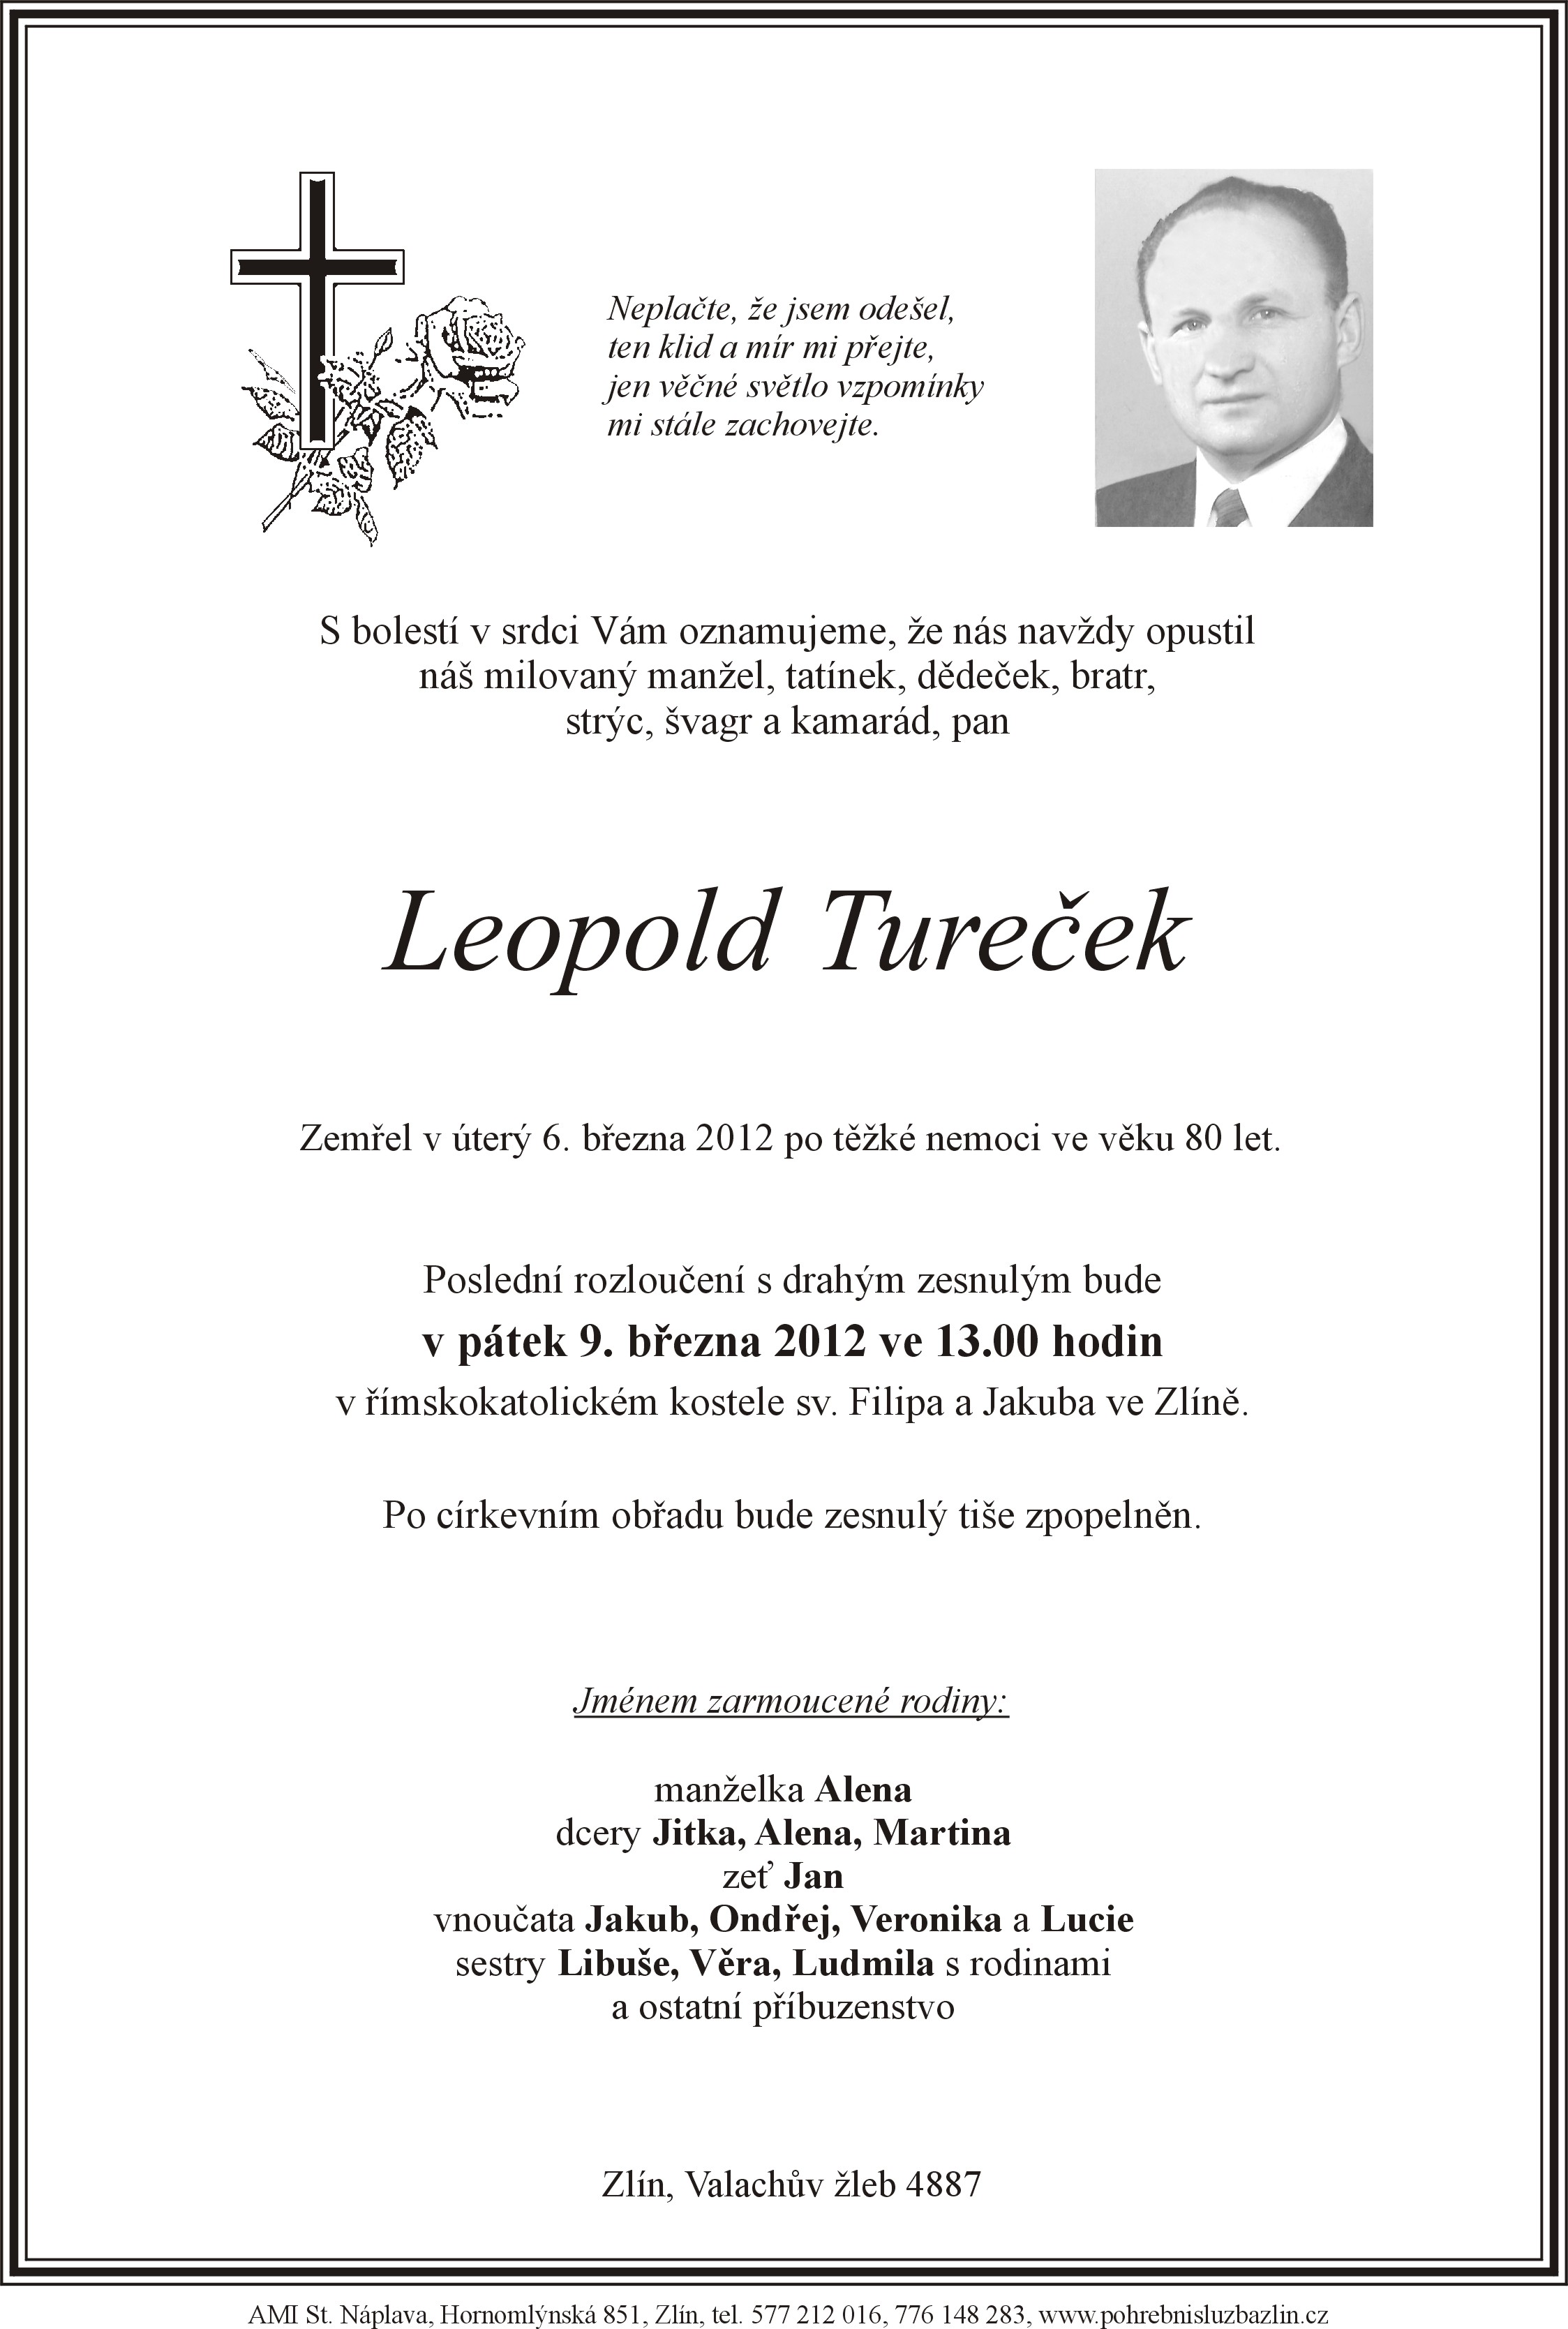 Neplačte, že jsem odešel,
ten klid a mír mi přejte,
jen věčné světlo vzpomínky
mi stále zachovejte.
S bolestí v srdci Vám oznamujeme, že nás navždy opustil
náš milovaný manžel, tatínek, dědeček, bratr,
strýc, švagr a kamarád, pan
Leopold Tureček
Zemřel v úterý 6. března 2012 po těžké nemoci ve věku 80 let.
Poslední rozloučení s drahým zesnulým bude
v pátek 9. března 2012 ve 13.00 hodin
v římskokatolickém kostele sv. Filipa a Jakuba ve Zlíně.
Po církevním obřadu bude zesnulý tiše zpopelněn.
Jménem zarmoucené rodiny:
manželka Alena
dcery Jitka, Alena, Martina
zeť Jan
vnoučata Jakub, Ondřej, Veronika a Lucie
sestry Libuše, Věra, Ludmila s rodinami
a ostatní příbuzenstvo
Zlín, Valachův žleb 4887
AMI St. Náplava, Hornomlýnská 851, Zlín, tel. 577 212 016, 776 148 283, www.pohrebnisluzbazlin.cz